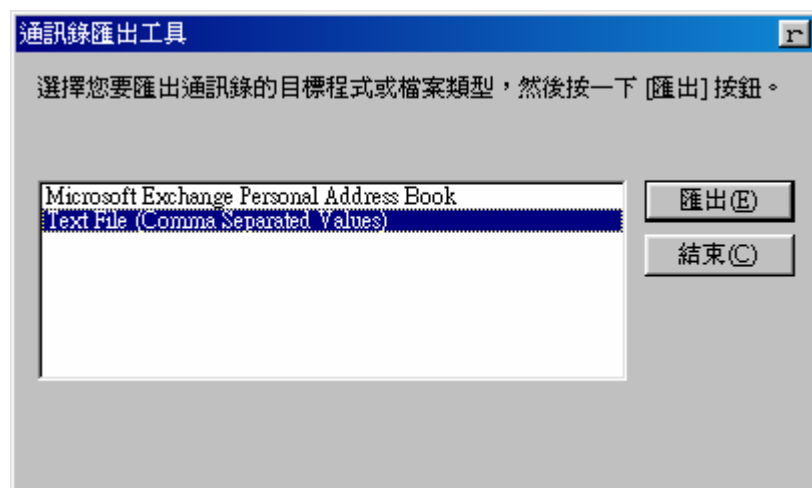 通訊錄匯出工具
選擇您要匯出通訊錄的目標程式或檔案類型，然後按一下 [匯出] 按鈕。
Microsoft Exchange Personal Address Book
Text File (Comma Separated Values)
匯出(E)
結束(C)